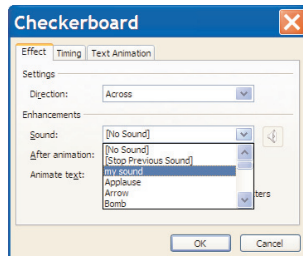 Checkerboard
Effect Timing Text Animation
Settings
Direction: Across
Enhancements
Sound: [No Sound]
After animation: [No Sound]
[Stop Previous Sound]
Animate text: my sound
Applause
Arrow ters
Bomb
OK Cancel